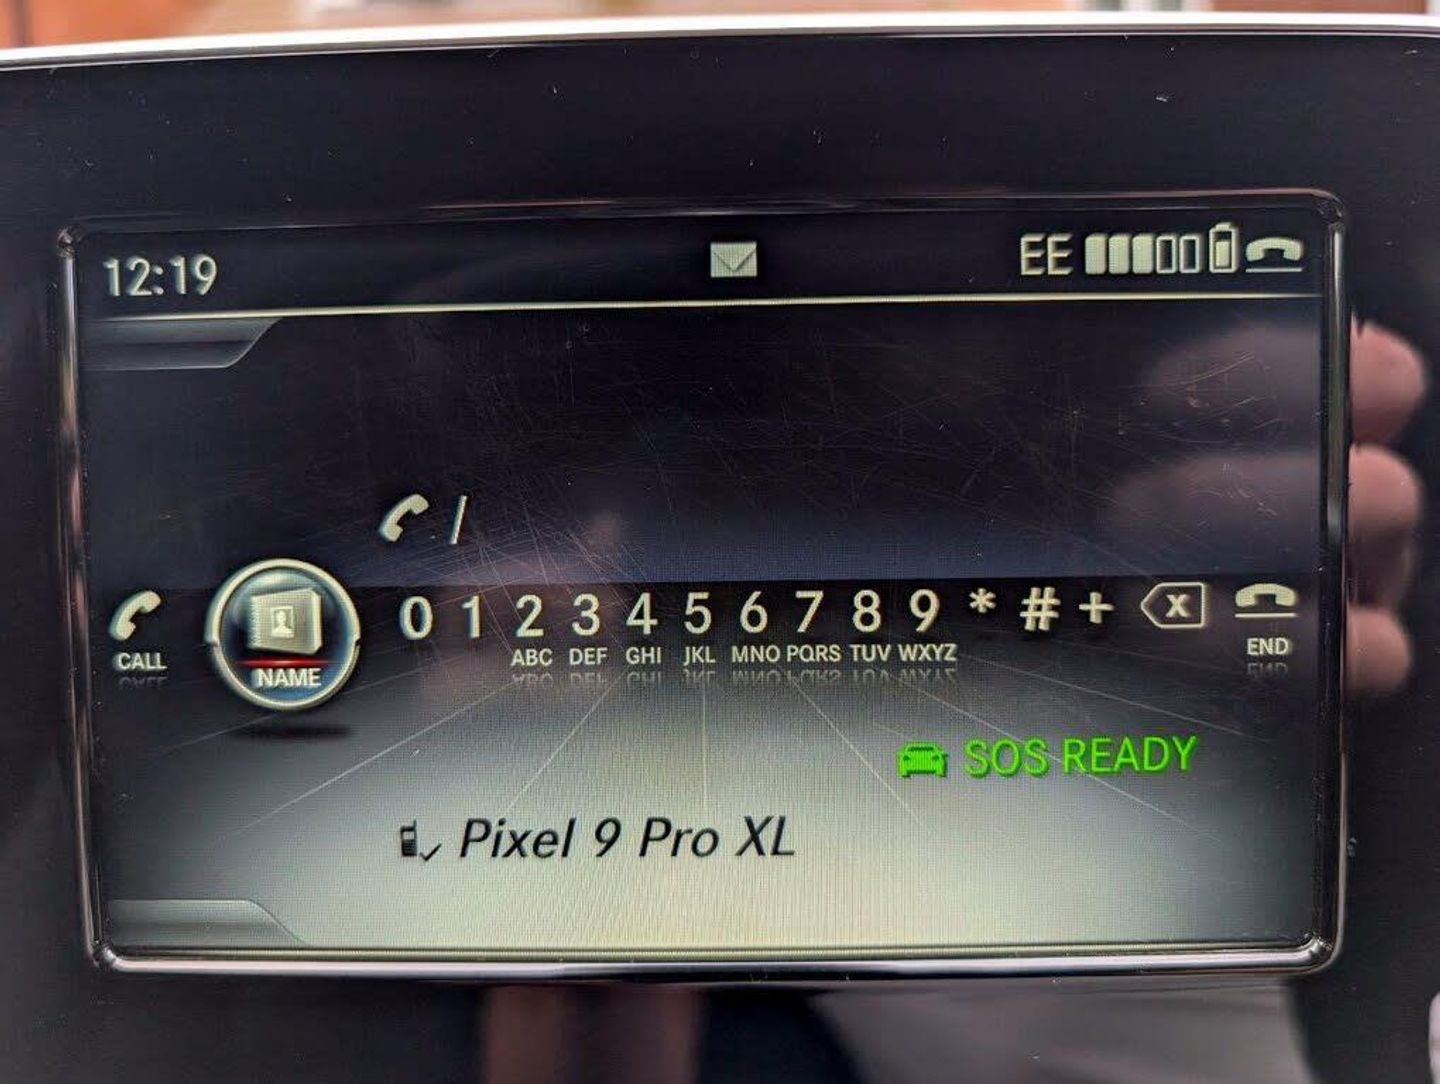 12:19 EE
/
CALL NAME 0 1 2 ABC 3 DEF 4 GHI 5 JKL 6 MNO 7 PQRS 8 TUV 9 WXYZ * # + X END
SOS READY
Pixel 9 Pro XL